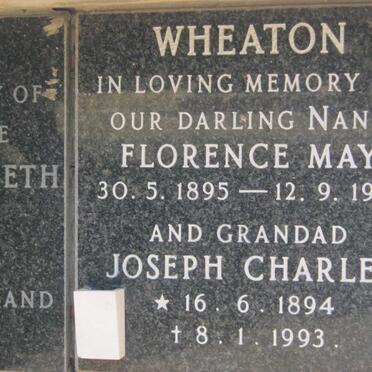 Y OF
E
ETH
AND
WHEATON
IN LOVING MEMORY
OUR DARLING NAN
FLORENCE MAY
30. 5. 1895 — 12. 9. 19
AND GRANDAD
JOSEPH CHARLE
★ 16. 6. 1894
† 8. 1. 1993.